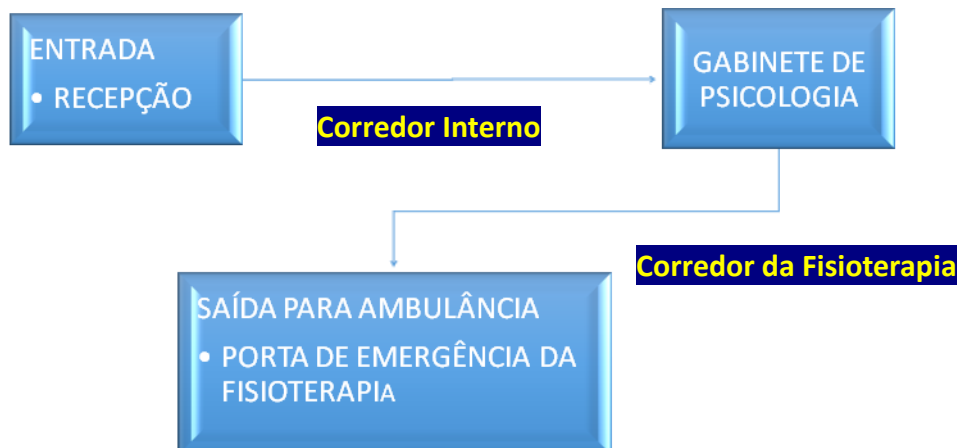 ENTRADA
• RECEPÇÃO
Corredor Interno
GABINETE DE
PSICOLOGIA
Corredor da Fisioterapia
SAÍDA PARA AMBULÂNCIA
• PORTA DE EMERGÊNCIA DA
FISIOTERAPIA